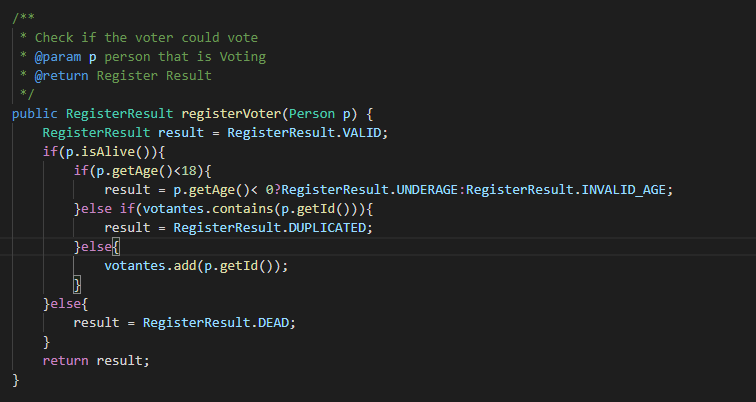 /**
 * Check if the voter could vote
 * @param p person that is Voting
 * @return Register Result
 */
public RegisterResult registerVoter(Person p) {
    RegisterResult result = RegisterResult.VALID;
    if(p.isAlive()){
        if(p.getAge()<18){
            result = p.getAge()< 0?RegisterResult.UNDERAGE:RegisterResult.INVALID_AGE;
        }else if(votantes.contains(p.getId())){
            result = RegisterResult.DUPLICATED;
        }else{
            votantes.add(p.getId());
        }
    }else{
        result = RegisterResult.DEAD;
    }
    return result;
}